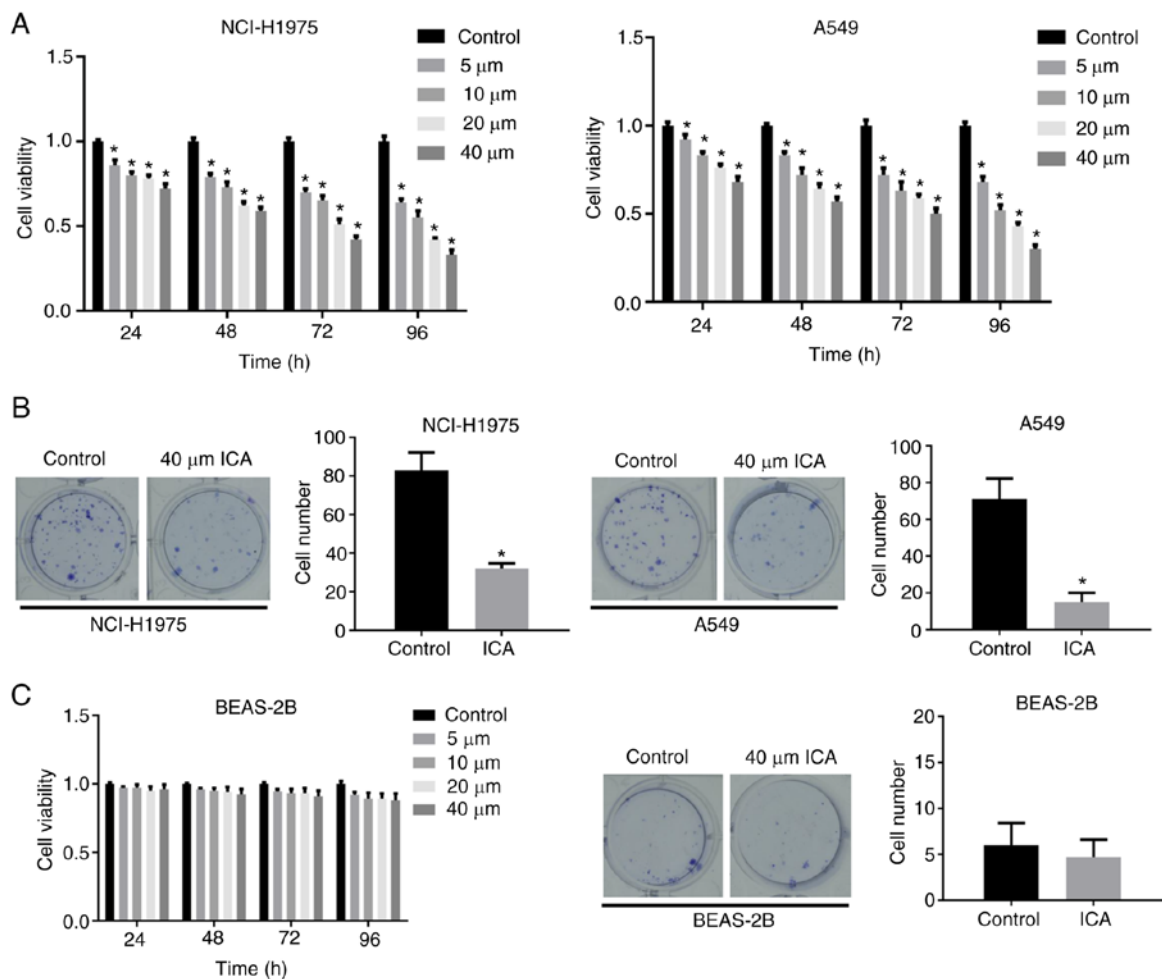 A
NCI-H1975
Control
5 μm
10 μm
20 μm
40 μm
Cell viability
1.5
1.0
0.5
0.0
* * * *
* * * *
* * * *
* * * *
24 48 72 96
Time (h)
A549
Control
5 μm
10 μm
20 μm
40 μm
Cell viability
1.5
1.0
0.5
0.0
* * * *
* * * *
* * * *
* * * *
24 48 72 96
Time (h)
B
Control 40 μm ICA
NCI-H1975
NCI-H1975
Cell number
100
80
60
40
20
0
*
Control ICA
Control 40 μm ICA
A549
A549
Cell number
100
80
60
40
20
0
*
Control ICA
C
BEAS-2B
Control
5 μm
10 μm
20 μm
40 μm
Cell viability
1.5
1.0
0.5
0.0
24 48 72 96
Time (h)
Control 40 μm ICA
BEAS-2B
BEAS-2B
Cell number
20
15
10
5
0
Control ICA